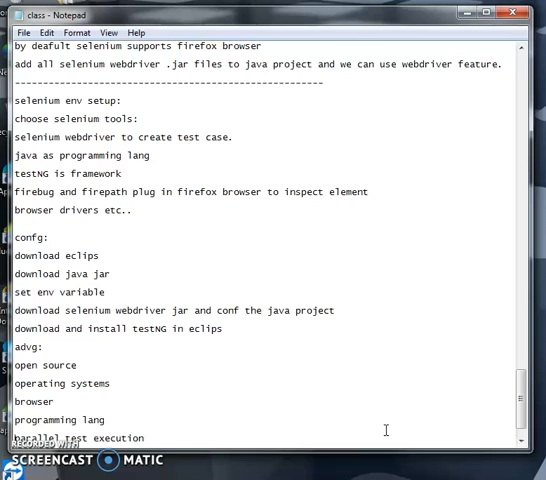 class - Notepad
File Edit Format View Help
by deafult selenium supports firefox browser
add all selenium webdriver .jar files to java project and we can use webdriver feature.
-------------------------------------------------------
selenium env setup:
choose selenium tools:
selenium webdriver to create test case.
java as programming lang
testNG is framework
firebug and firepath plug in firefox browser to inspect element
browser drivers etc..
confg:
download eclips
download java jar
set env variable
download selenium webdriver jar and conf the java project
download and install testNG in eclips
advg:
open source
operating systems
browser
programming lang
parallel test execution
RECORDED WITH
SCREENCAST MATIC